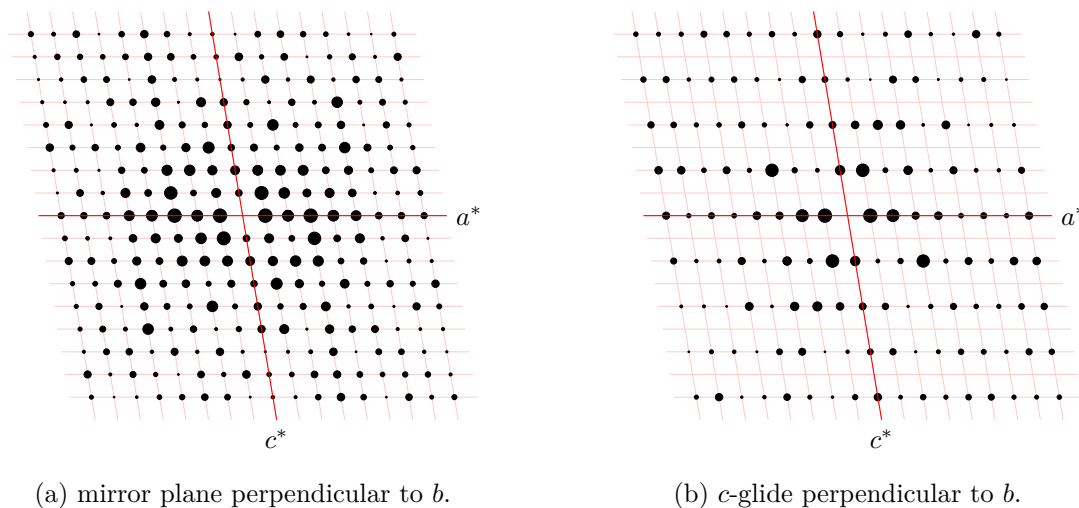 a* a*
c* c*
(a) mirror plane perpendicular to b. (b) c-glide perpendicular to b.